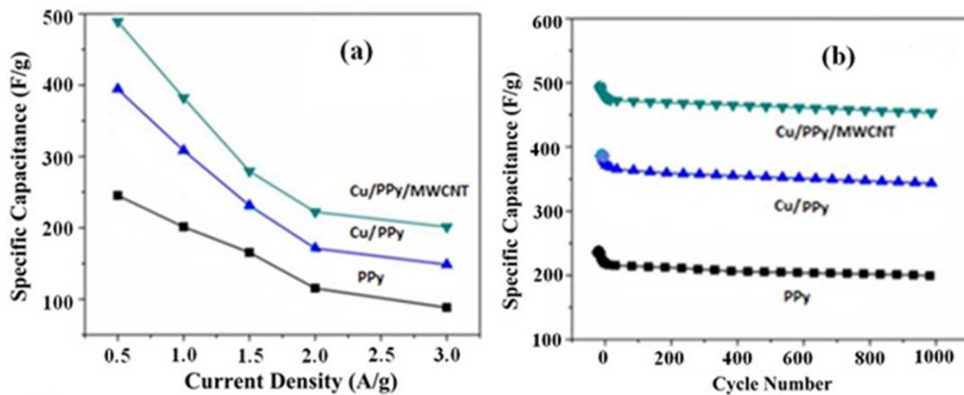 (a)
Specific Capacitance (F/g)
500
400
300
200
100
Cu/PPy/MWCNT
Cu/PPy
PPy
0.5 1.0 1.5 2.0 2.5 3.0
Current Density (A/g)
(b)
Specific Capacitance (F/g)
600
500
400
300
200
100
Cu/PPy/MWCNT
Cu/PPy
PPy
0 200 400 600 800 1000
Cycle Number